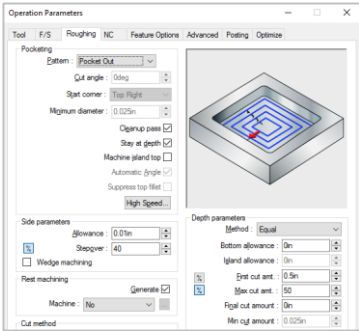 Operation Parameters
Tool F/S Roughing NC Feature Options Advanced Posting Optimize
Pocketing
Pattern : Pocket Out
Cut angle : 0deg
Start corner : Top Right
Minimum diameter : 0.025in
Cleanup pass
Stay at depth
Machine island top
Automatic Angle
Suppress top fillet
High Speed...
Side parameters
Allowance : 0.01in
% Stepover : 40
Wedge machining
Rest machining
Generate
Machine : No ...
Cut method
Depth parameters
Method : Equal
Bottom allowance : 0in
Island allowance : 0in
% First cut amt. : 0.5in
% Max cut amt. : 50
Final cut amount : 0in
Min cut amount : 0.025in